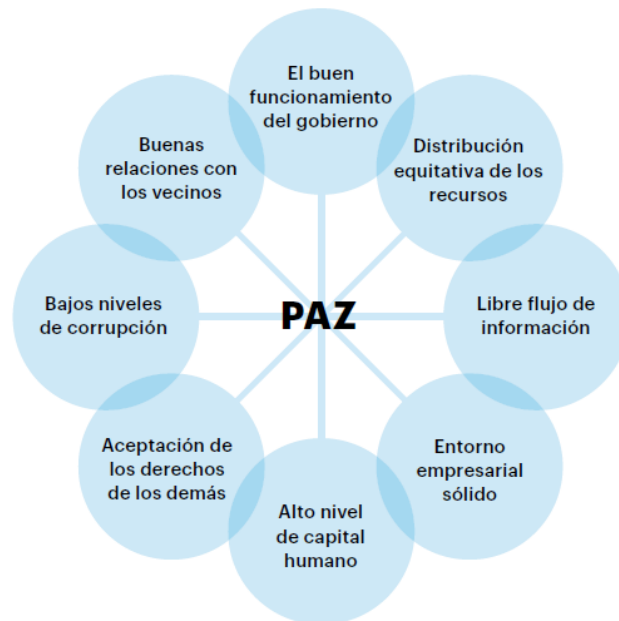 El buen
funcionamiento
del gobierno
Distribución
equitativa de los
recursos
Libre flujo de
información
Entorno
empresarial
sólido
Alto nivel
de capital
humano
Aceptación de
los derechos
de los demás
Bajos niveles
de corrupción
Buenas
relaciones con
los vecinos
PAZ